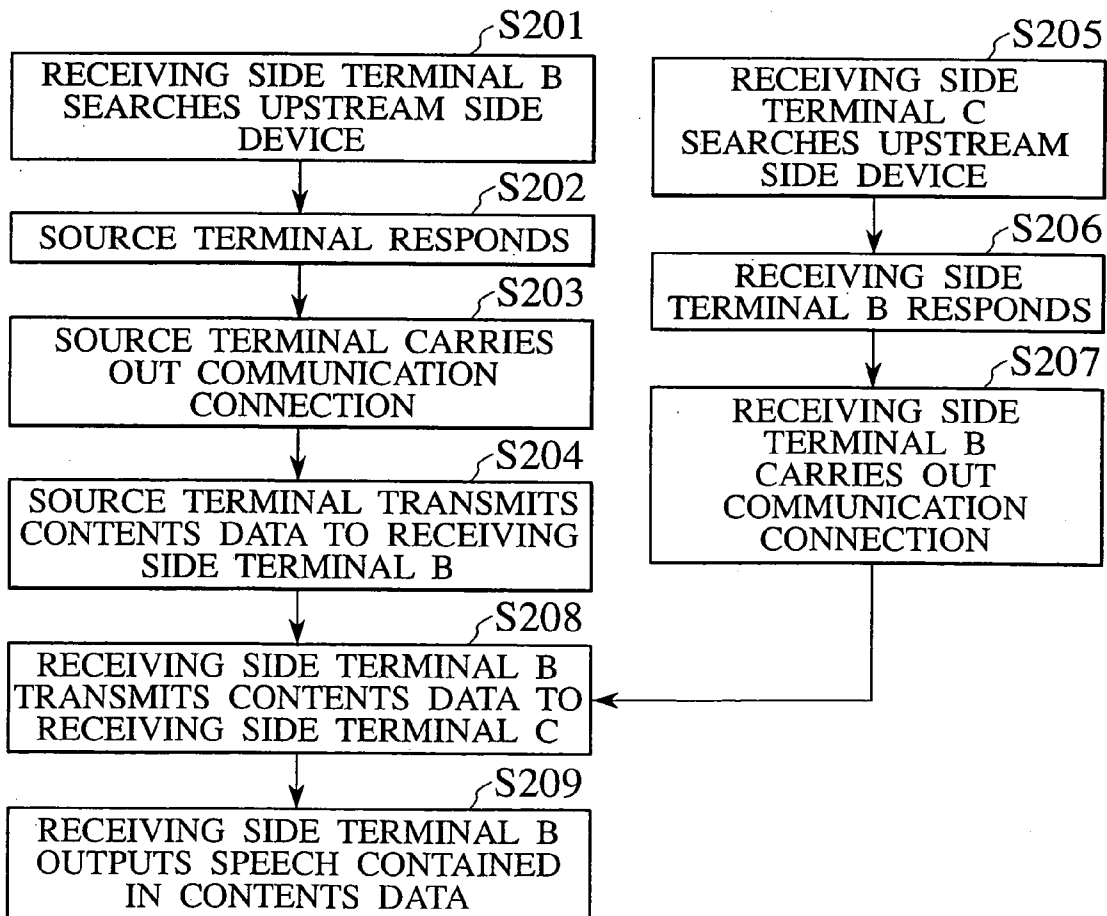 S201
RECEIVING SIDE TERMINAL B
SEARCHES UPSTREAM SIDE
DEVICE
S202
SOURCE TERMINAL RESPONDS
S203
SOURCE TERMINAL CARRIES
OUT COMMUNICATION
CONNECTION
S204
SOURCE TERMINAL TRANSMITS
CONTENTS DATA TO RECEIVING
SIDE TERMINAL B
S205
RECEIVING SIDE
TERMINAL C
SEARCHES UPSTREAM
SIDE DEVICE
S206
RECEIVING SIDE
TERMINAL B RESPONDS
S207
RECEIVING SIDE
TERMINAL B
CARRIES OUT
COMMUNICATION
CONNECTION
S208
RECEIVING SIDE TERMINAL B
TRANSMITS CONTENTS DATA TO
RECEIVING SIDE TERMINAL C
S209
RECEIVING SIDE TERMINAL B
OUTPUTS SPEECH CONTAINED
IN CONTENTS DATA